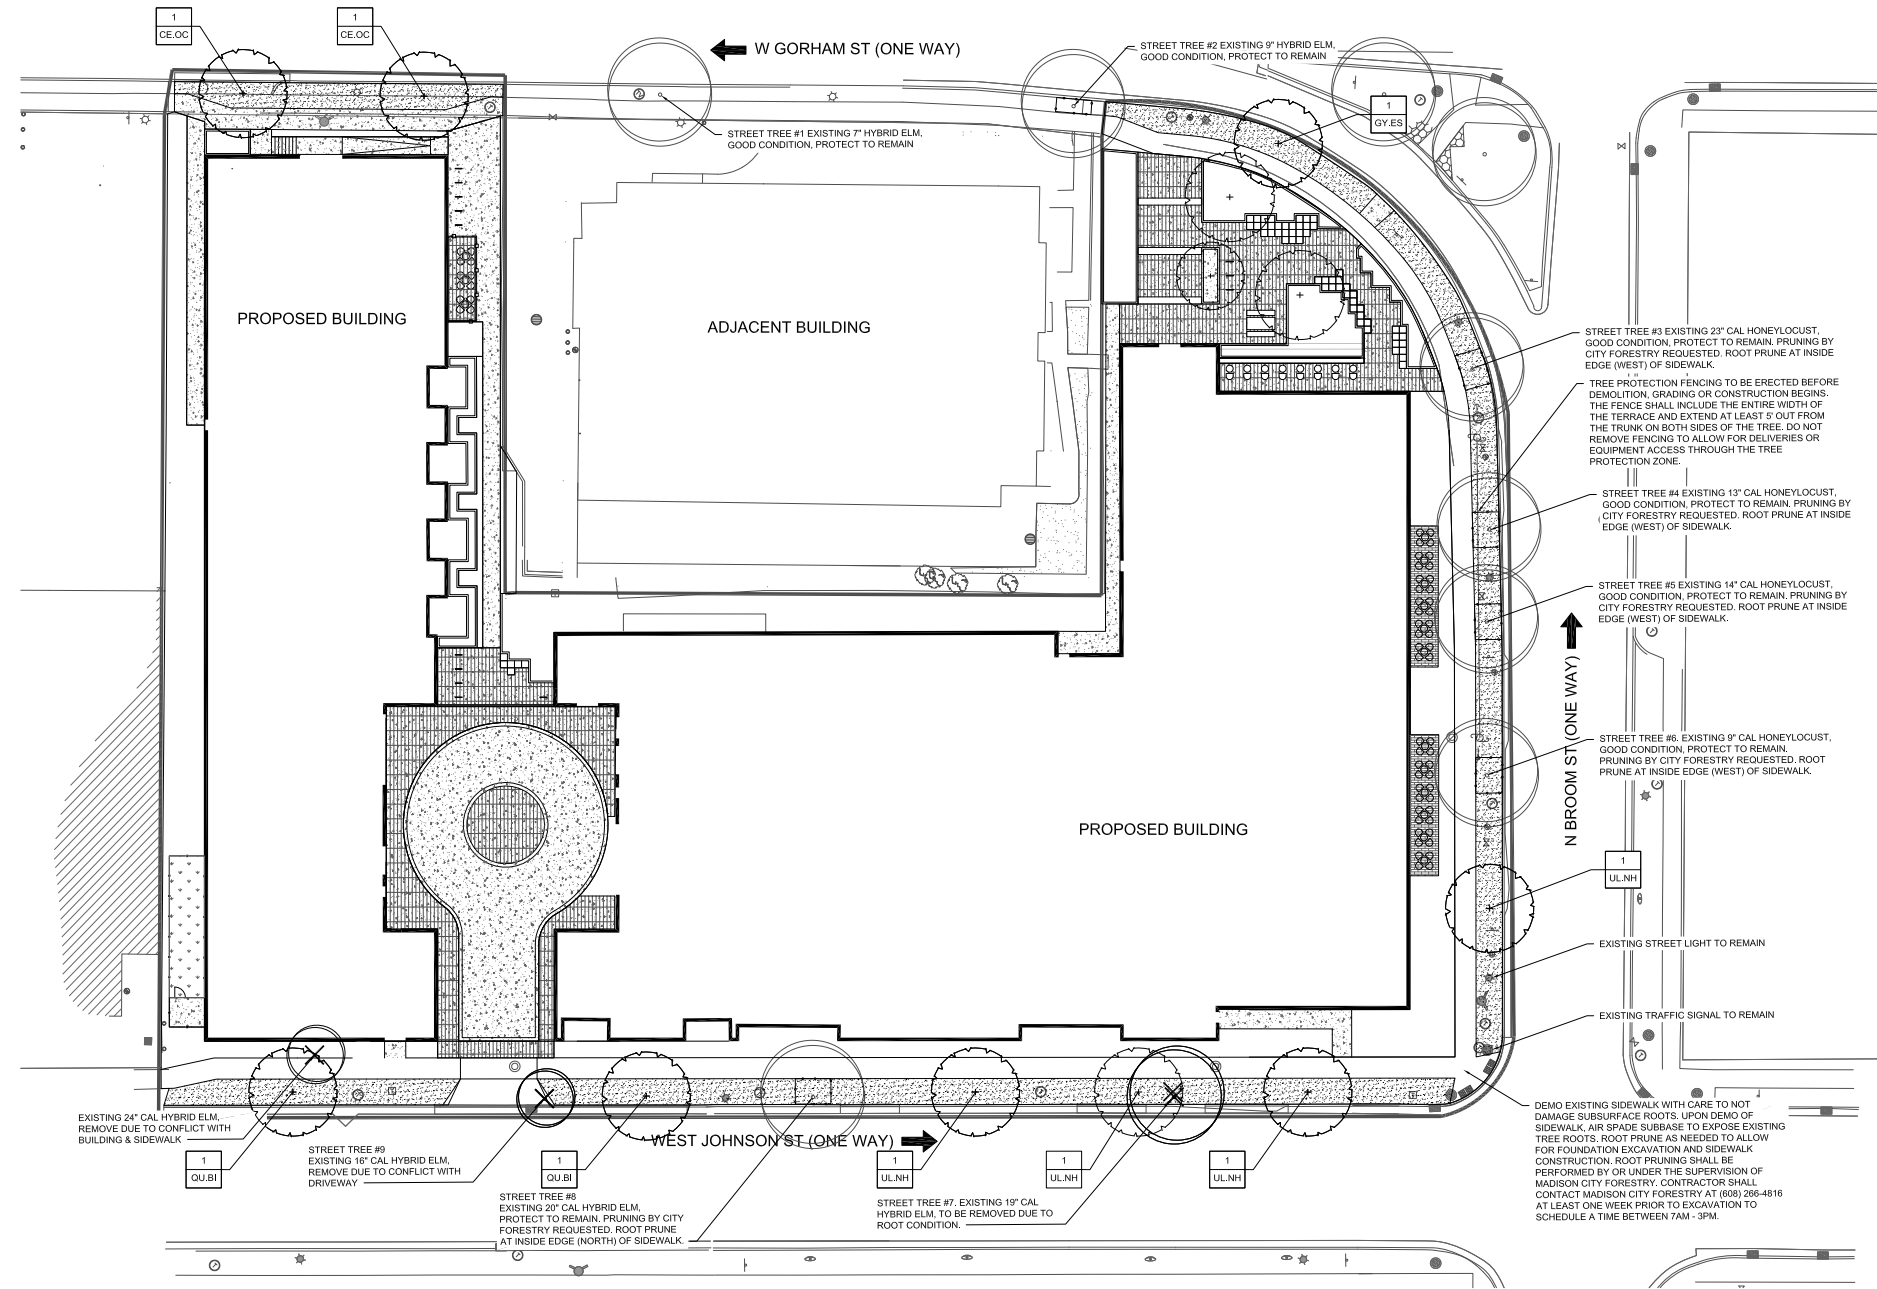 1
CE.OC
1
CE.OC
W GORHAM ST (ONE WAY)
STREET TREE #2 EXISTING 9" HYBRID ELM,
GOOD CONDITION, PROTECT TO REMAIN
1
GY.ES
STREET TREE #1 EXISTING 7" HYBRID ELM,
GOOD CONDITION, PROTECT TO REMAIN
PROPOSED BUILDING
ADJACENT BUILDING
STREET TREE #3 EXISTING 23" CAL HONEYLOCUST,
GOOD CONDITION, PROTECT TO REMAIN. PRUNING BY
CITY FORESTRY REQUESTED. ROOT PRUNE AT INSIDE
EDGE (WEST) OF SIDEWALK.
TREE PROTECTION FENCING TO BE ERECTED BEFORE
DEMOLITION, GRADING OR CONSTRUCTION BEGINS.
THE FENCE SHALL INCLUDE THE ENTIRE WIDTH OF
THE TERRACE AND EXTEND AT LEAST 5' OUT FROM
THE TRUNK ON BOTH SIDES OF THE TREE. DO NOT
REMOVE FENCING TO ALLOW FOR DELIVERIES OR
EQUIPMENT ACCESS THROUGH THE TREE
PROTECTION ZONE.
STREET TREE #4 EXISTING 13" CAL HONEYLOCUST,
GOOD CONDITION, PROTECT TO REMAIN. PRUNING BY
CITY FORESTRY REQUESTED. ROOT PRUNE AT INSIDE
EDGE (WEST) OF SIDEWALK.
STREET TREE #5 EXISTING 14" CAL HONEYLOCUST,
GOOD CONDITION, PROTECT TO REMAIN. PRUNING BY
CITY FORESTRY REQUESTED. ROOT PRUNE AT INSIDE
EDGE (WEST) OF SIDEWALK.
N BROOM ST (ONE WAY)
STREET TREE #6. EXISTING 9" CAL HONEYLOCUST,
GOOD CONDITION, PROTECT TO REMAIN.
PRUNING BY CITY FORESTRY REQUESTED. ROOT
PRUNE AT INSIDE EDGE (WEST) OF SIDEWALK.
PROPOSED BUILDING
1
UL.NH
EXISTING STREET LIGHT TO REMAIN
EXISTING TRAFFIC SIGNAL TO REMAIN
EXISTING 24" CAL HYBRID ELM,
REMOVE DUE TO CONFLICT WITH
BUILDING & SIDEWALK
1
QU.BI
STREET TREE #9
EXISTING 16" CAL HYBRID ELM,
REMOVE DUE TO CONFLICT WITH
DRIVEWAY
1
QU.BI
WEST JOHNSON ST (ONE WAY)
STREET TREE #8
EXISTING 20" CAL HYBRID ELM,
PROTECT TO REMAIN. PRUNING BY CITY
FORESTRY REQUESTED. ROOT PRUNE
AT INSIDE EDGE (NORTH) OF SIDEWALK.
1
UL.NH
STREET TREE #7. EXISTING 19" CAL
HYBRID ELM, TO BE REMOVED DUE TO
ROOT CONDITION.
1
UL.NH
1
UL.NH
DEMO EXISTING SIDEWALK WITH CARE TO NOT
DAMAGE SUBSURFACE ROOTS. UPON DEMO OF
SIDEWALK, AIR SPADE SUBBASE TO EXPOSE EXISTING
TREE ROOTS. ROOT PRUNE AS NEEDED TO ALLOW
FOR FOUNDATION EXCAVATION AND SIDEWALK
CONSTRUCTION. ROOT PRUNING SHALL BE
PERFORMED BY OR UNDER THE SUPERVISION OF
MADISON CITY FORESTRY. CONTRACTOR SHALL
CONTACT MADISON CITY FORESTRY AT (608) 266-4816
AT LEAST ONE WEEK PRIOR TO EXCAVATION TO
SCHEDULE A TIME BETWEEN 7AM - 3PM.